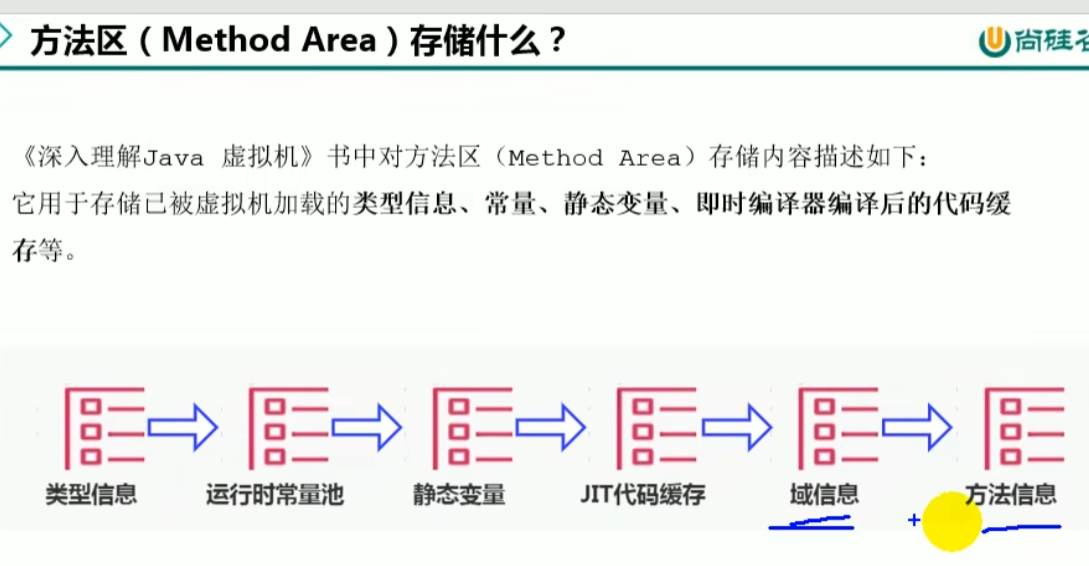 方法区（Method Area）存储什么？
尚硅谷
《深入理解Java 虚拟机》书中对方法区（Method Area）存储内容描述如下：
它用于存储已被虚拟机加载的类型信息、常量、静态变量、即时编译器编译后的代码缓
存等。
类型信息 运行时常量池 静态变量 JIT代码缓存 域信息 方法信息